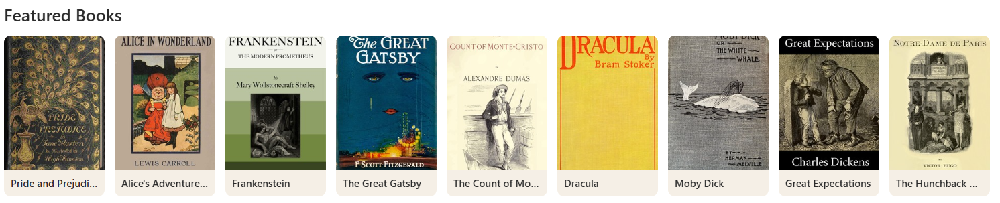 Featured Books
PRIDE
and
PREJUDICE
by
Jane Austen
Illustrated by
Hugh Thomson
Pride and Prejudi...
ALICE IN WONDERLAND
LEWIS CARROLL
Alice's Adventure...
FRANKENSTEIN
or
THE MODERN PROMETHEUS
By
Mary Wollstonecraft Shelley
Frankenstein
The GREAT
GATSBY
F·SCOTT·FITZGERALD
The Great Gatsby
COUNT OF MONTE-CRISTO
BY
ALEXANDRE DUMAS
The Count of Mo...
DRACULA
By
Bram Stoker
Dracula
MOBY DICK
OR
THE WHITE
WHALE
BY
HERMAN
MELVILLE
Moby Dick
Great Expectations
Charles Dickens
Great Expectations
NOTRE-DAME DE PARIS
VICTOR HUGO
The Hunchback ...